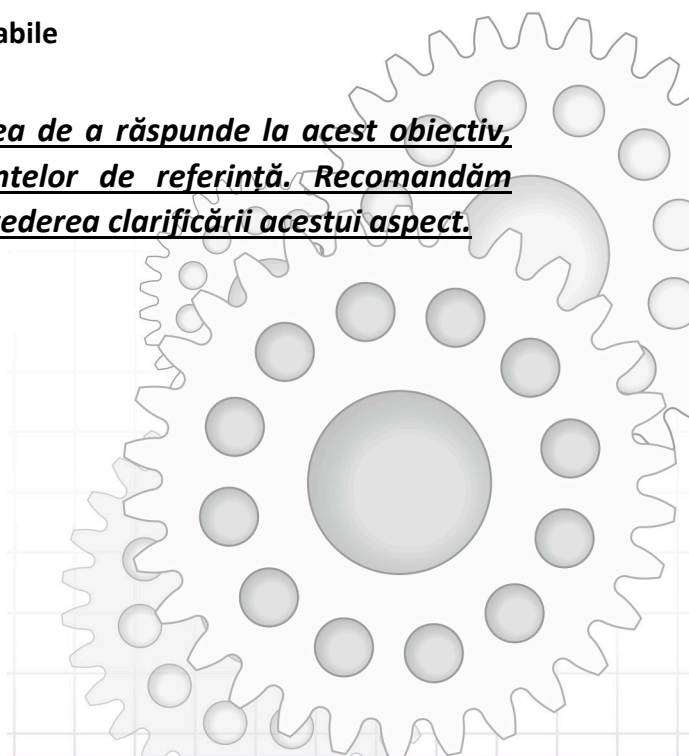 abile
ea de a răspunde la acest obiectiv,
ntelor de referință. Recomandăm
ederea clarificării acestui aspect.